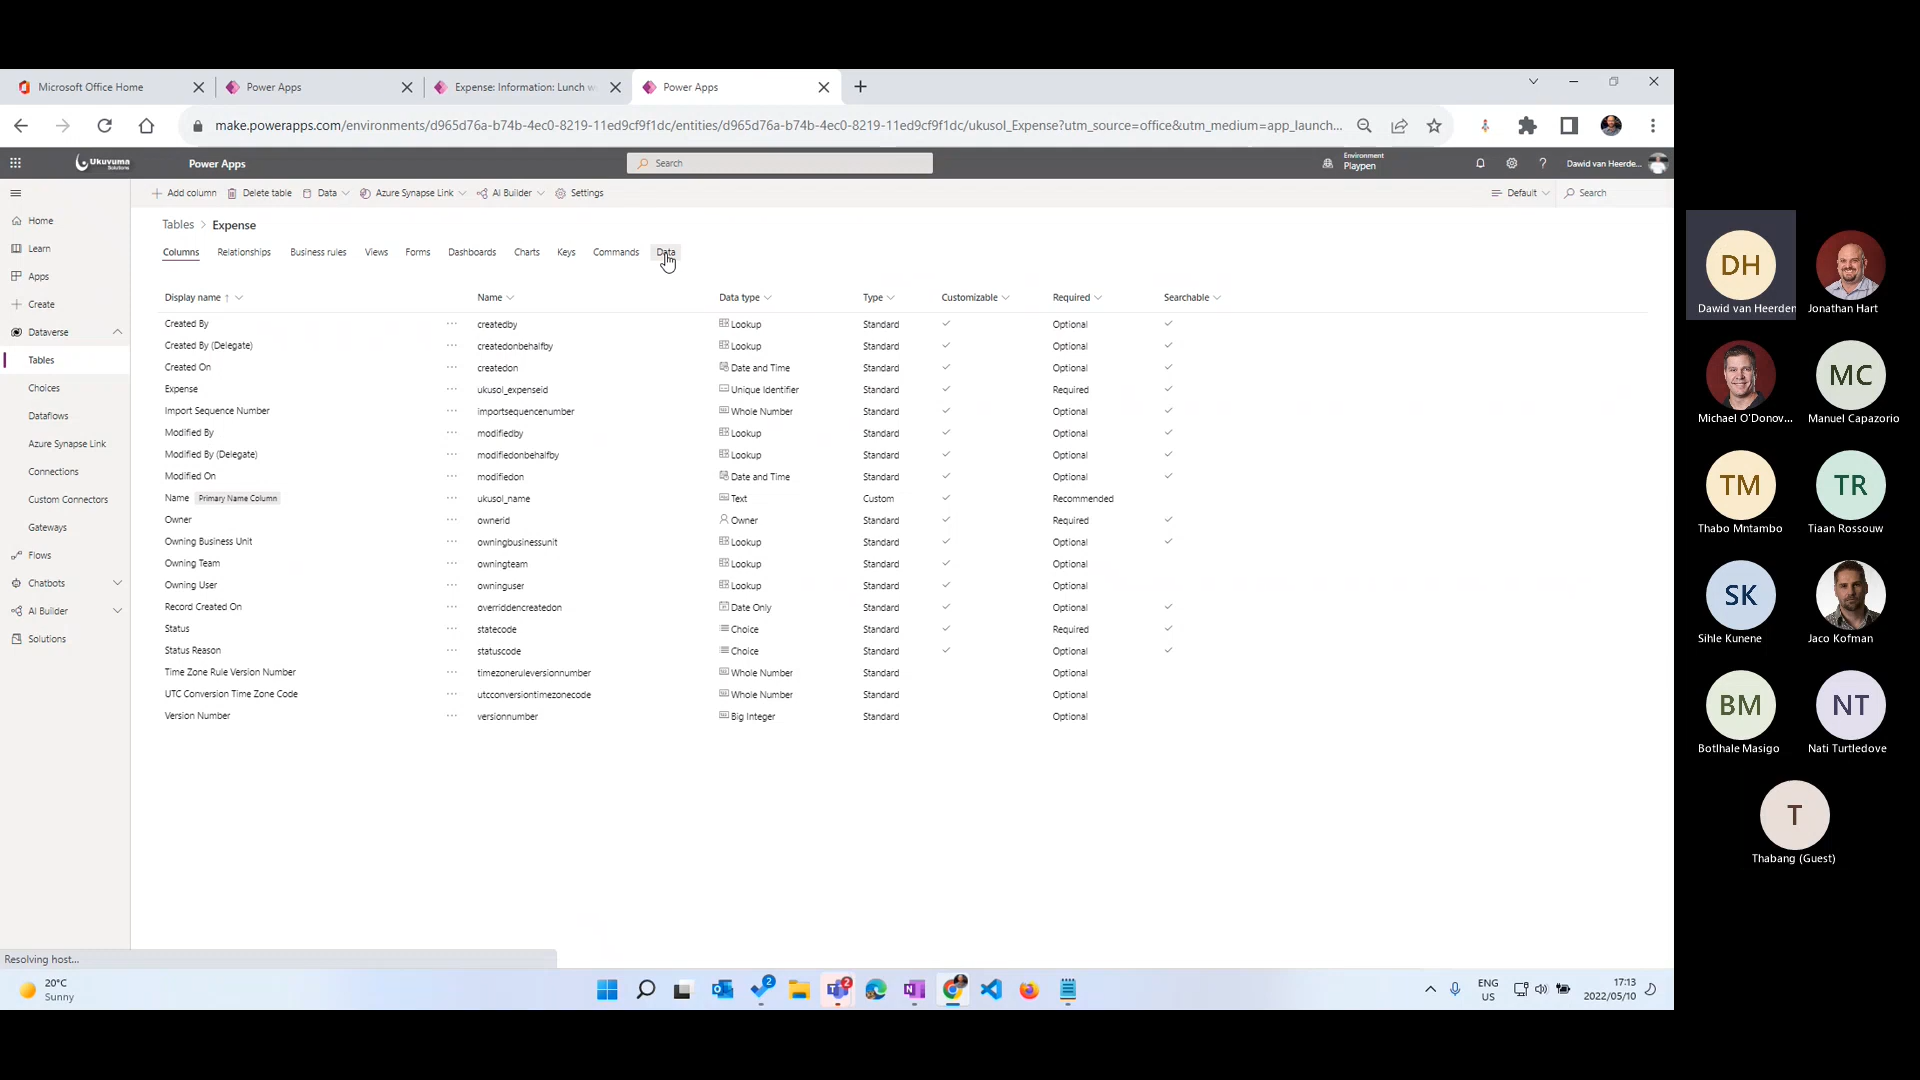 Microsoft Office Home
Power Apps
Expense: Information: Lunch w
Power Apps
make.powerapps.com/environments/d965d76a-b74b-4ec0-8219-11ed9cf9f1dc/entities/d965d76a-b74b-4ec0-8219-11ed9cf9f1dc/ukusol_Expense?utm_source=office&utm_medium=app_launch...
Ukuvuma
Solutions
Power Apps
Search
Environment
Playpen
Dawid van Heerde...
Add column
Delete table
Data
Azure Synapse Link
AI Builder
Settings
Default
Search
Home
Learn
Apps
Create
Dataverse
Tables
Choices
Dataflows
Azure Synapse Link
Connections
Custom Connectors
Gateways
Flows
Chatbots
AI Builder
Solutions
Tables > Expense
Columns Relationships Business rules Views Forms Dashboards Charts Keys Commands Data
Display name ↑ Name Data type Type Customizable Required Searchable
Created By ··· createdby Lookup Standard ✓ Optional ✓
Created By (Delegate) ··· createdonbehalfby Lookup Standard ✓ Optional ✓
Created On ··· createdon Date and Time Standard ✓ Optional ✓
Expense ··· ukusol_expenseid Unique Identifier Standard ✓ Required ✓
Import Sequence Number ··· importsequencenumber Whole Number Standard ✓ Optional ✓
Modified By ··· modifiedby Lookup Standard ✓ Optional ✓
Modified By (Delegate) ··· modifiedonbehalfby Lookup Standard ✓ Optional ✓
Modified On ··· modifiedon Date and Time Standard ✓ Optional ✓
Name Primary Name Column ··· ukusol_name Text Custom ✓ Recommended
Owner ··· ownerid Owner Standard ✓ Required ✓
Owning Business Unit ··· owningbusinessunit Lookup Standard ✓ Optional ✓
Owning Team ··· owningteam Lookup Standard ✓ Optional
Owning User ··· owninguser Lookup Standard ✓ Optional
Record Created On ··· overriddencreatedon Date Only Standard ✓ Optional ✓
Status ··· statecode Choice Standard ✓ Required ✓
Status Reason ··· statuscode Choice Standard ✓ Optional ✓
Time Zone Rule Version Number ··· timezoneruleversionnumber Whole Number Standard Optional
UTC Conversion Time Zone Code ··· utcconversiontimezonecode Whole Number Standard Optional
Version Number ··· versionnumber Big Integer Standard Optional
Resolving host...
20°C
Sunny
2
2
ENG
US
17:13
2022/05/10
DH
Dawid van Heerden
Jonathan Hart
Michael O'Donov...
MC
Manuel Capazorio
TM
Thabo Mntambo
TR
Tiaan Rossouw
SK
Sihle Kunene
Jaco Kofman
BM
Botlhale Masigo
NT
Nati Turtledove
T
Thabang (Guest)